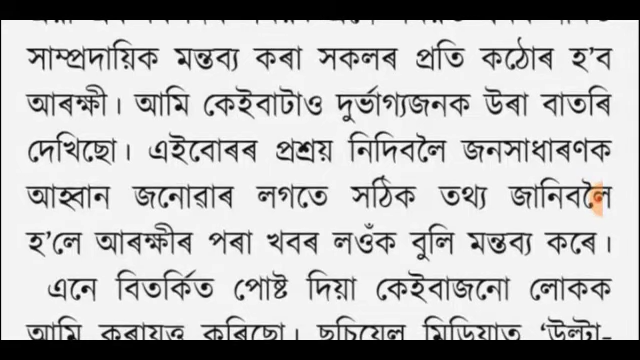 সাম্প্ৰদায়িক মন্তব্য কৰা সকলৰ প্ৰতি কঠোৰ হ'ব
আৰক্ষী। আমি কেইবাটাও দুৰ্ভাগ্যজনক উৰা বাতৰি
দেখিছো। এইবোৰৰ প্ৰশ্ৰয় নিদিবলৈ জনসাধাৰণক
আহ্বান জনোৱাৰ লগতে সঠিক তথ্য জানিবলৈ
হ'লে আৰক্ষীৰ পৰা খবৰ লওঁক বুলি মন্তব্য কৰে।
এনে বিতৰ্কিত পোষ্ট দিয়া কেইবাজনো লোকক
আমি কৰায়ত্ত কৰিছো। ছচিয়েল মিডিয়াত 'উল্টা-